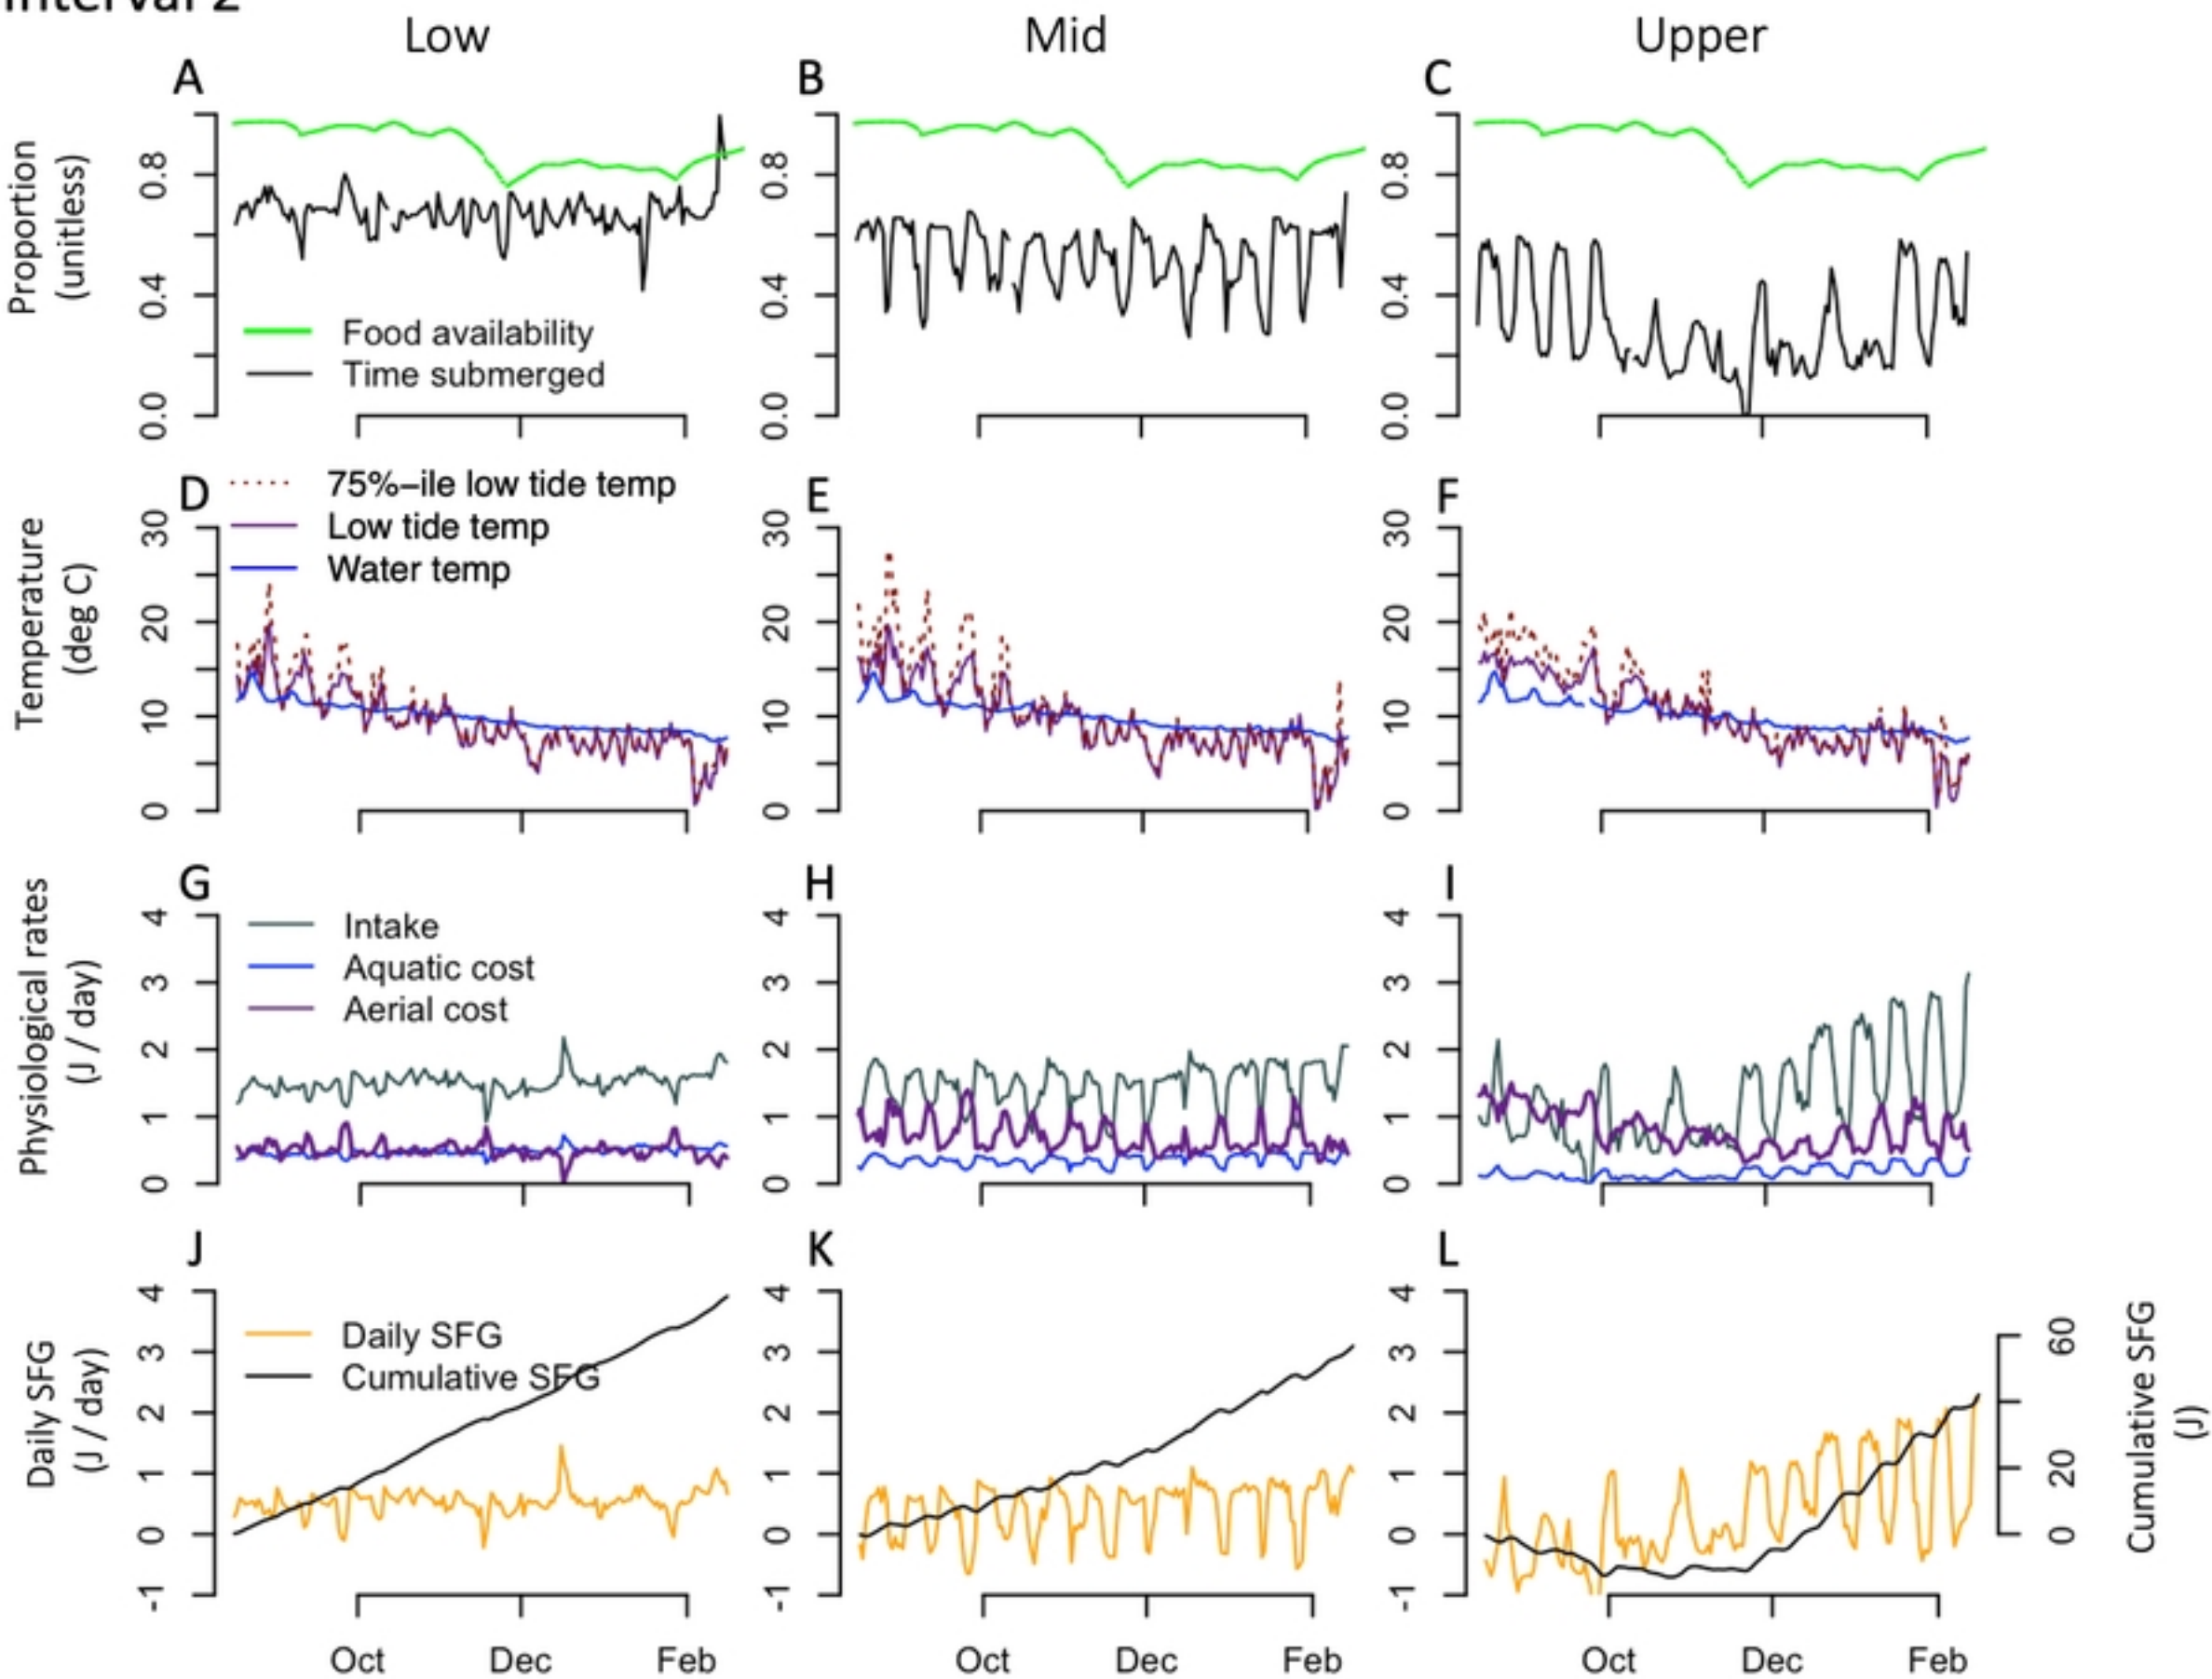 Interval 2
Low Mid Upper
A B C
Proportion
(unitless)
0.0 0.4 0.8
0.0 0.4 0.8
0.0 0.4 0.8
Food availability
Time submerged
D E F
75%−ile low tide temp
Low tide temp
Water temp
Temperature
(deg C)
0 10 20 30
0 10 20 30
0 10 20 30
G H I
Physiological rates
(J / day)
0 1 2 3 4
0 1 2 3 4
0 1 2 3 4
Intake
Aquatic cost
Aerial cost
J K L
Daily SFG
(J / day)
-1 0 1 2 3 4
-1 0 1 2 3 4
-1 0 1 2 3 4
Daily SFG
Cumulative SFG
0 20 60
Cumulative SFG
(J)
Oct Dec Feb Oct Dec Feb Oct Dec Feb